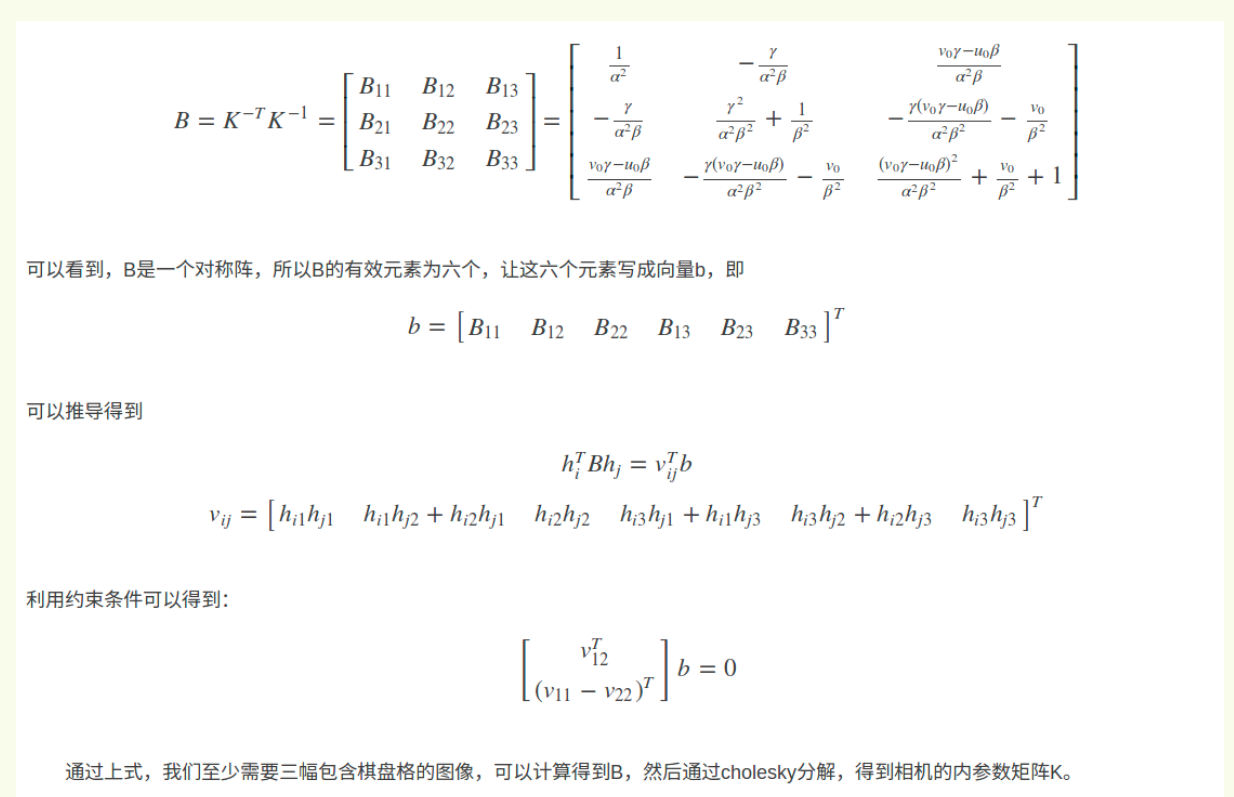 B = K^{-T} K^{-1} = \begin{bmatrix} B_{11} & B_{12} & B_{13} \\ B_{21} & B_{22} & B_{23} \\ B_{31} & B_{32} & B_{33} \end{bmatrix} = \begin{bmatrix} \frac{1}{\alpha^2} & -\frac{\gamma}{\alpha^2\beta} & \frac{v_0\gamma-u_0\beta}{\alpha^2\beta} \\ -\frac{\gamma}{\alpha^2\beta} & \frac{\gamma^2}{\alpha^2\beta^2}+\frac{1}{\beta^2} & -\frac{\gamma(v_0\gamma-u_0\beta)}{\alpha^2\beta^2}-\frac{v_0}{\beta^2} \\ \frac{v_0\gamma-u_0\beta}{\alpha^2\beta} & -\frac{\gamma(v_0\gamma-u_0\beta)}{\alpha^2\beta^2}-\frac{v_0}{\beta^2} & \frac{(v_0\gamma-u_0\beta)^2}{\alpha^2\beta^2}+\frac{v_0}{\beta^2}+1 \end{bmatrix}
可以看到，B是一个对称阵，所以B的有效元素为六个，让这六个元素写成向量b，即
b = [ B_{11} \quad B_{12} \quad B_{22} \quad B_{13} \quad B_{23} \quad B_{33} ]^T
可以推导得到
h_i^T B h_j = v_{ij}^T b
v_{ij} = [ h_{i1}h_{j1} \quad h_{i1}h_{j2} + h_{i2}h_{j1} \quad h_{i2}h_{j2} \quad h_{i3}h_{j1} + h_{i1}h_{j3} \quad h_{i3}h_{j2} + h_{i2}h_{j3} \quad h_{i3}h_{j3} ]^T
利用约束条件可以得到：
\begin{bmatrix} v_{12}^T \\ (v_{11} - v_{22})^T \end{bmatrix} b = 0
通过上式，我们至少需要三幅包含棋盘格的图像，可以计算得到B，然后通过cholesky分解，得到相机的内参数矩阵K。